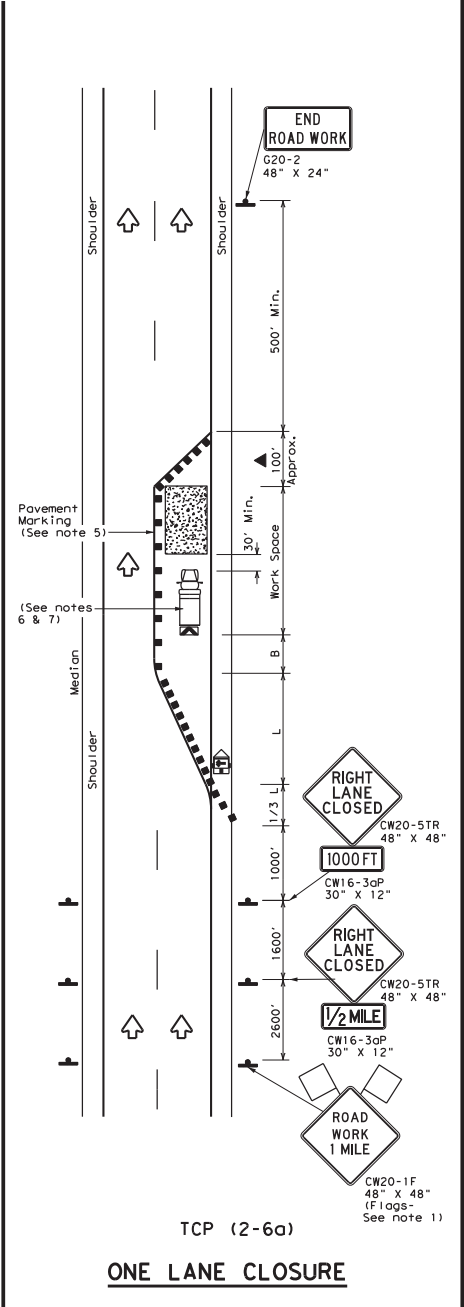 END
ROAD WORK
G20-2
48" X 24"
Shoulder
Shoulder
500' Min.
100'
Approx.
Pavement
Marking
(See note 5)
30' Min.
Work Space
(See notes
6 & 7)
B
Median
L
Shoulder
1/3 L
RIGHT
LANE
CLOSED
CW20-5TR
48" X 48"
1000'
1000 FT
CW16-3aP
30" X 12"
1600'
RIGHT
LANE
CLOSED
CW20-5TR
48" X 48"
2600'
1/2 MILE
CW16-3aP
30" X 12"
ROAD
WORK
1 MILE
CW20-1F
48" X 48"
(Flags-
See note 1)
TCP (2-6a)
ONE LANE CLOSURE